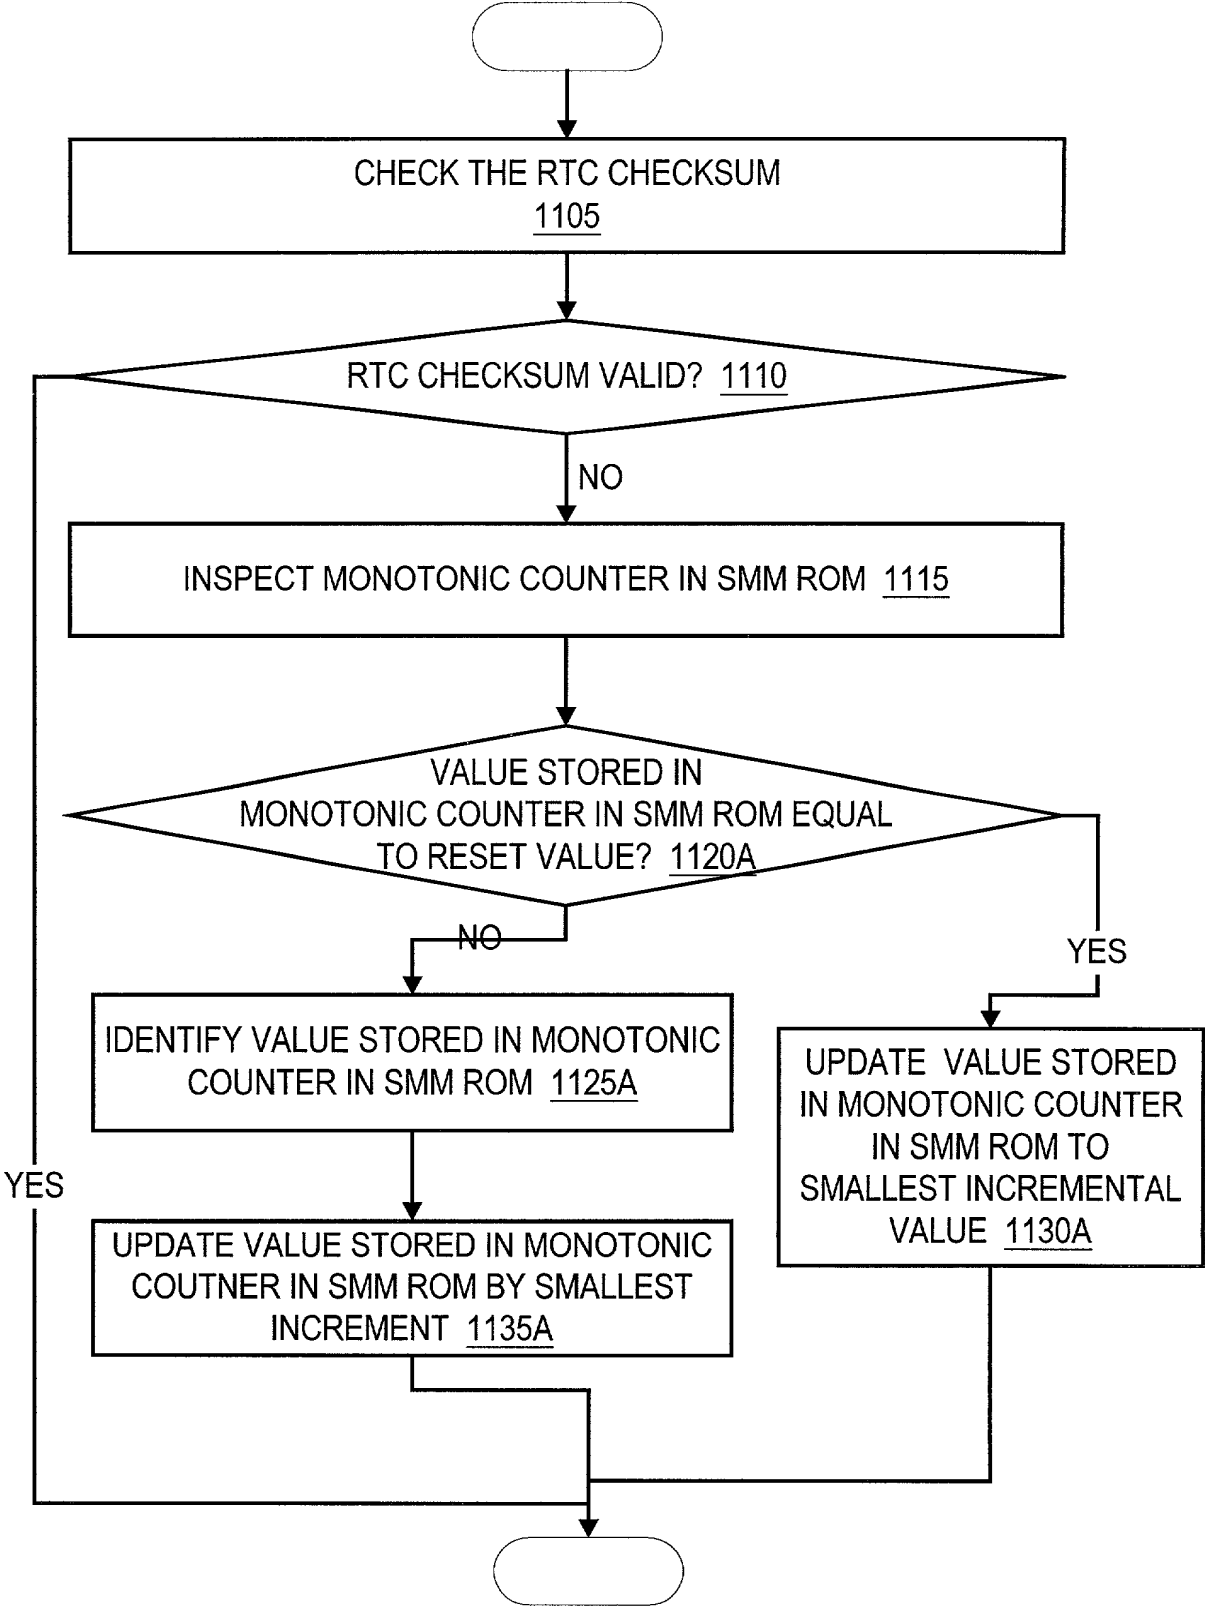 CHECK THE RTC CHECKSUM
1105
RTC CHECKSUM VALID? 1110
NO
INSPECT MONOTONIC COUNTER IN SMM ROM 1115
VALUE STORED IN
MONOTONIC COUNTER IN SMM ROM EQUAL
TO RESET VALUE? 1120A
NO
YES
IDENTIFY VALUE STORED IN MONOTONIC
COUNTER IN SMM ROM 1125A
UPDATE VALUE STORED
IN MONOTONIC COUNTER
IN SMM ROM TO
SMALLEST INCREMENTAL
VALUE 1130A
YES
UPDATE VALUE STORED IN MONOTONIC
COUTNER IN SMM ROM BY SMALLEST
INCREMENT 1135A